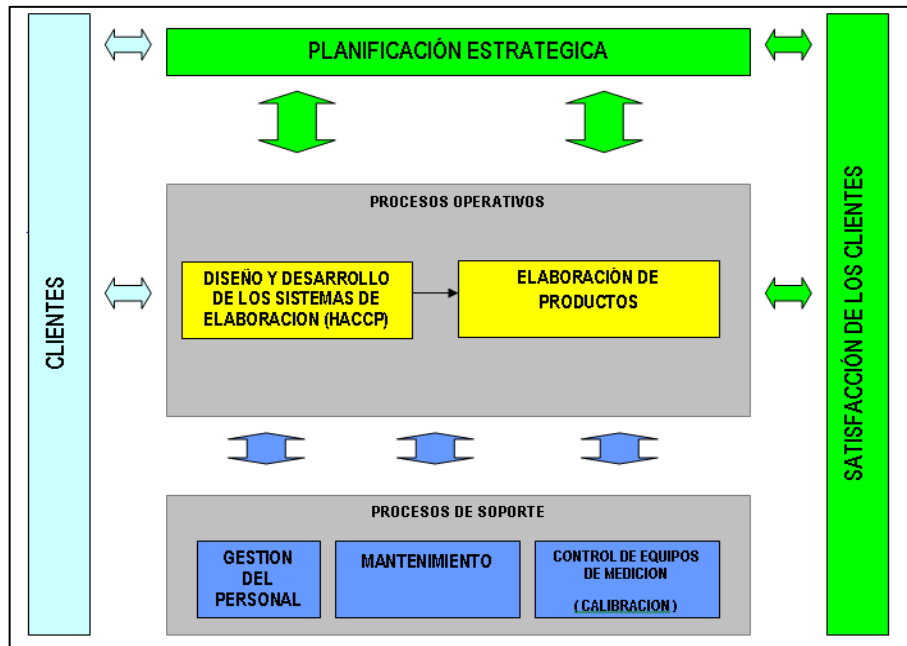 PLANIFICACIÓN ESTRATEGICA
CLIENTES
PROCESOS OPERATIVOS
DISEÑO Y DESARROLLO
DE LOS SISTEMAS DE
ELABORACION (HACCP)
ELABORACIÓN DE
PRODUCTOS
SATISFACCIÓN DE LOS CLIENTES
PROCESOS DE SOPORTE
GESTION
DEL
PERSONAL
MANTENIMIENTO
CONTROL DE EQUIPOS
DE MEDICION
( CALIBRACION )